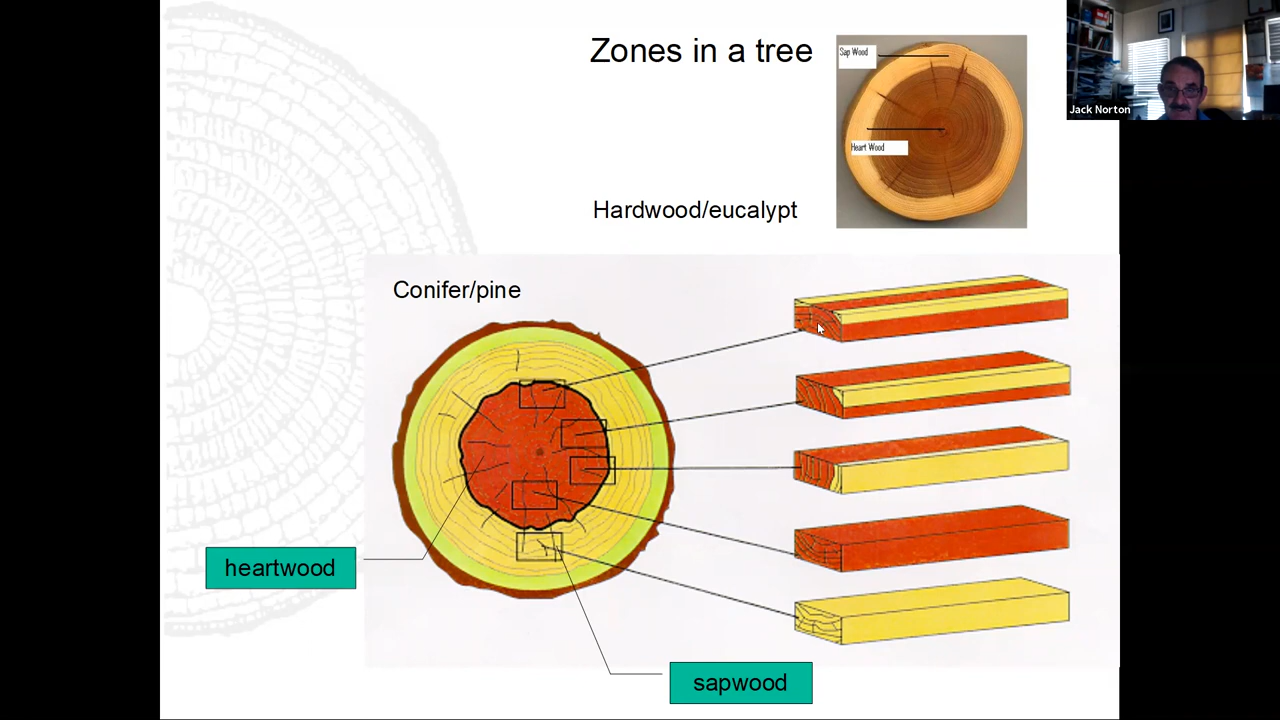 Zones in a tree
Sap Wood
Jack Norton
Heart Wood
Hardwood/eucalypt
Conifer/pine
heartwood
sapwood